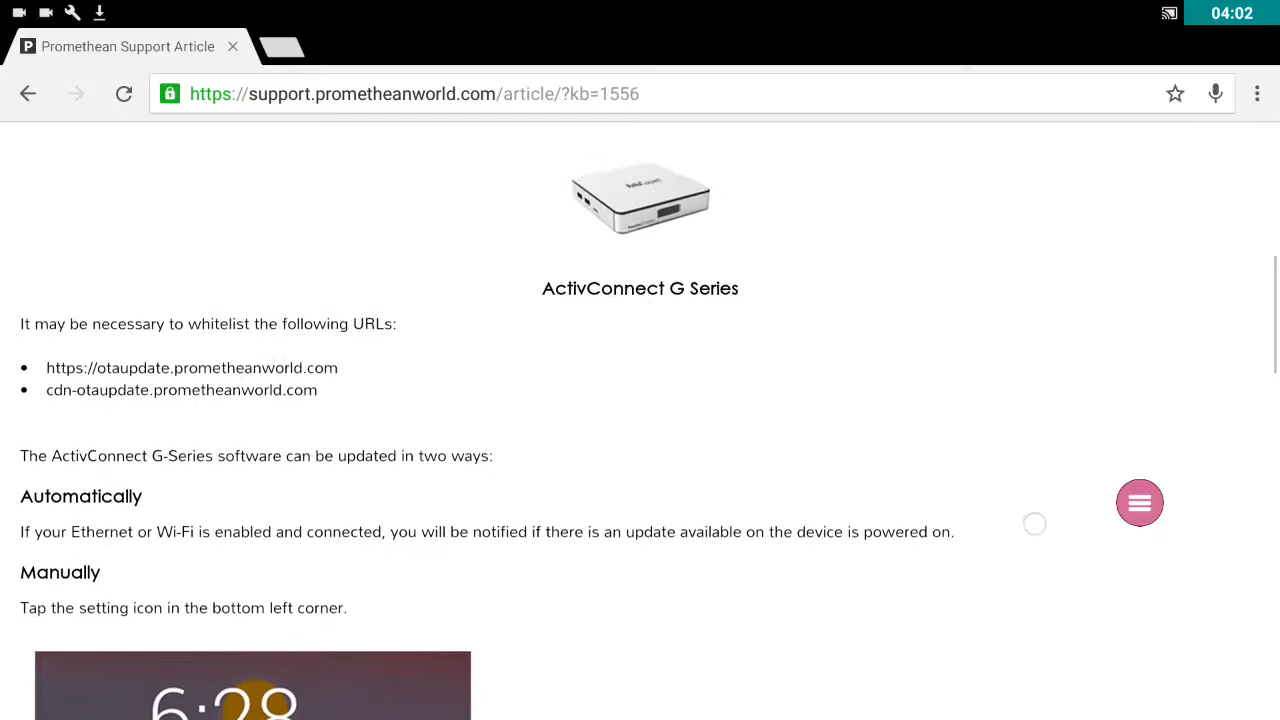 04:02
P Promethean Support Article
https://support.prometheanworld.com/article/?kb=1556
ActivConnect G Series
It may be necessary to whitelist the following URLs:
• https://otaupdate.prometheanworld.com
• cdn-otaupdate.prometheanworld.com
The ActivConnect G-Series software can be updated in two ways:
Automatically
If your Ethernet or Wi-Fi is enabled and connected, you will be notified if there is an update available on the device is powered on.
Manually
Tap the setting icon in the bottom left corner.
6:28